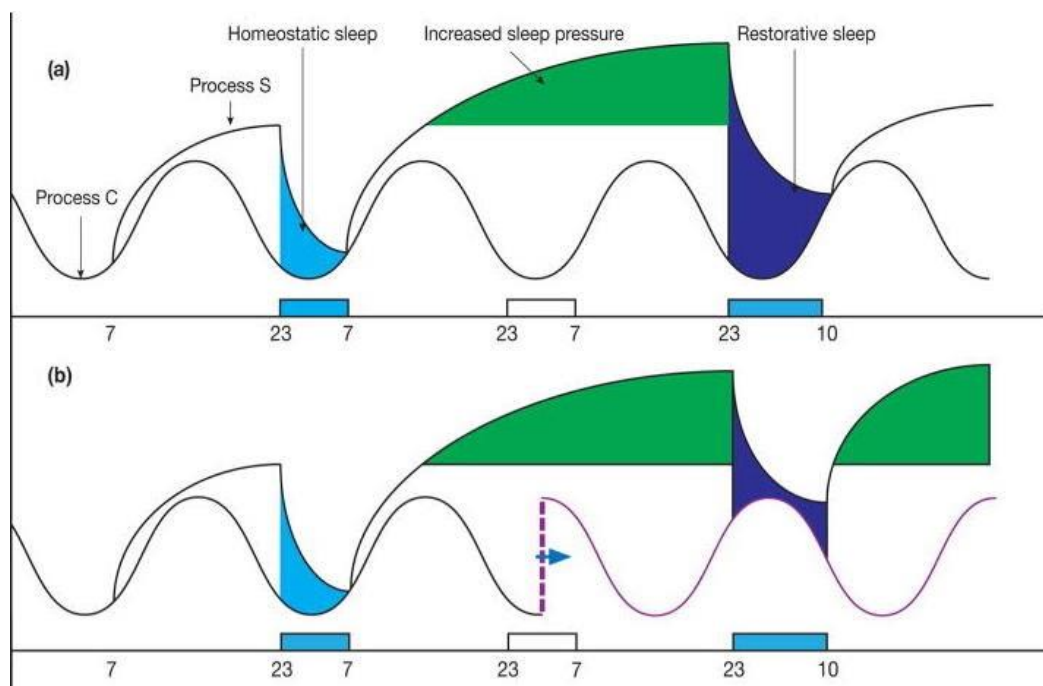 Homeostatic sleep
Increased sleep pressure
Restorative sleep
(a)
Process S
Process C
7
23
7
23
7
23
10
(b)
7
23
7
23
7
23
10